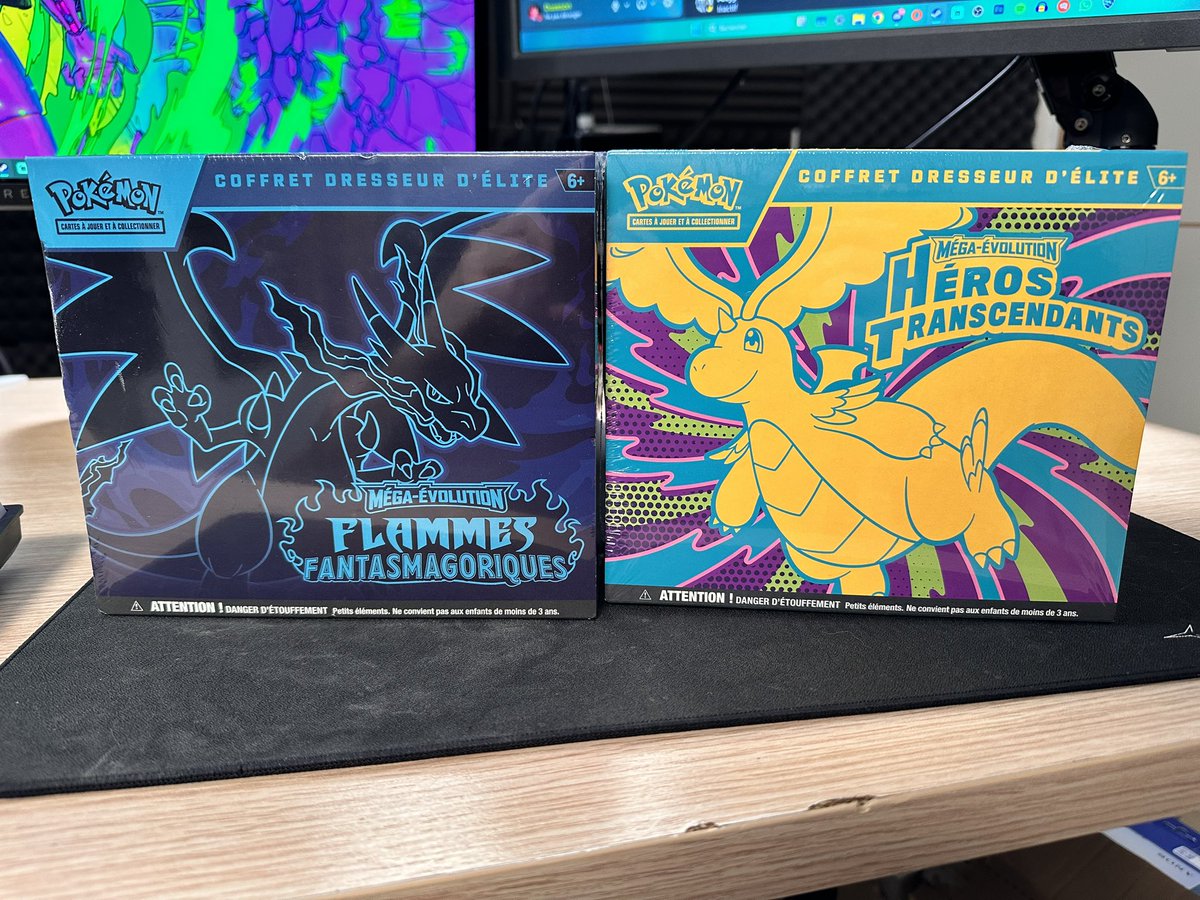 Pokémon
CARTES À JOUER ET À COLLECTIONNER
COFFRET DRESSEUR D'ÉLITE
6+
MÉGA-ÉVOLUTION
FLAMMES
FANTASMAGORIQUES
ATTENTION ! DANGER D'ÉTOUFFEMENT Petits éléments. Ne convient pas aux enfants de moins de 3 ans.
Pokémon
CARTES À JOUER ET À COLLECTIONNER
COFFRET DRESSEUR D'ÉLITE
6+
MÉGA-ÉVOLUTION
HÉROS
TRANSCENDANTS
ATTENTION ! DANGER D'ÉTOUFFEMENT Petits éléments. Ne convient pas aux enfants de moins de 3 ans.